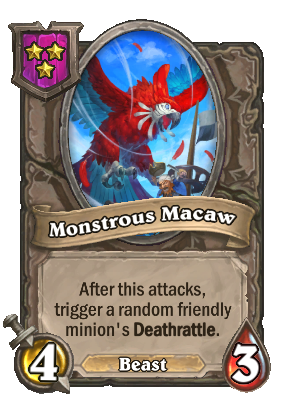 Monstrous Macaw
After this attacks,
trigger a random friendly
minion's Deathrattle.
4
Beast
3